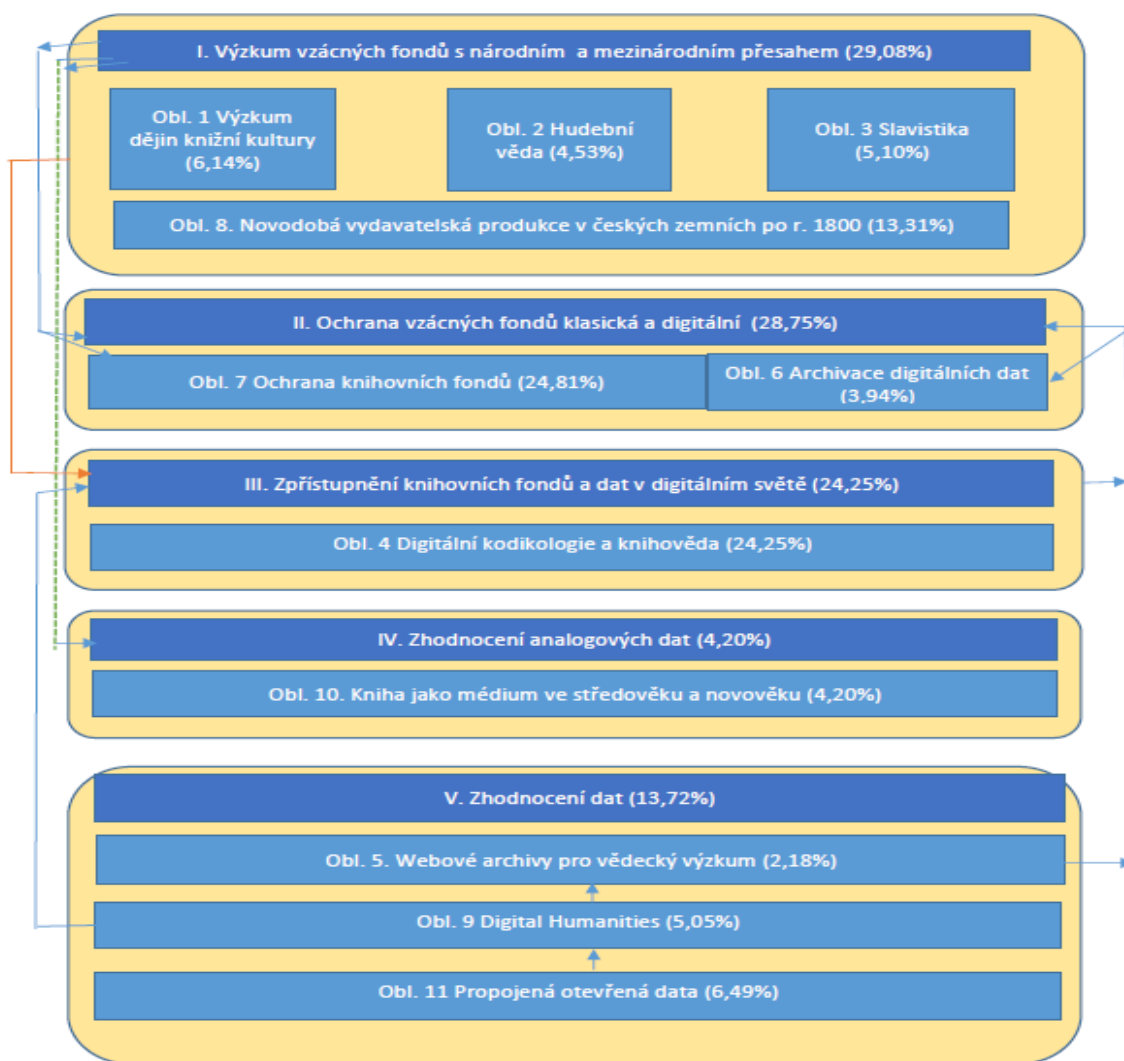 I. Výzkum vzácných fondů s národním a mezinárodním přesahem (29,08%)
Obl. 1 Výzkum
dějin knižní kultury
(6,14%)
Obl. 2 Hudební
věda (4,53%)
Obl. 3 Slavistika
(5,10%)
Obl. 8. Novodobá vydavatelská produkce v českých zemních po r. 1800 (13,31%)
II. Ochrana vzácných fondů klasická a digitální (28,75%)
Obl. 7 Ochrana knihovních fondů (24,81%)
Obl. 6 Archivace digitálních dat
(3,94%)
III. Zpřístupnění knihovních fondů a dat v digitálním světě (24,25%)
Obl. 4 Digitální kodikologie a knihověda (24,25%)
IV. Zhodnocení analogových dat (4,20%)
Obl. 10. Kniha jako médium ve středověku a novověku (4,20%)
V. Zhodnocení dat (13,72%)
Obl. 5. Webové archivy pro vědecký výzkum (2,18%)
Obl. 9 Digital Humanities (5,05%)
Obl. 11 Propojená otevřená data (6,49%)